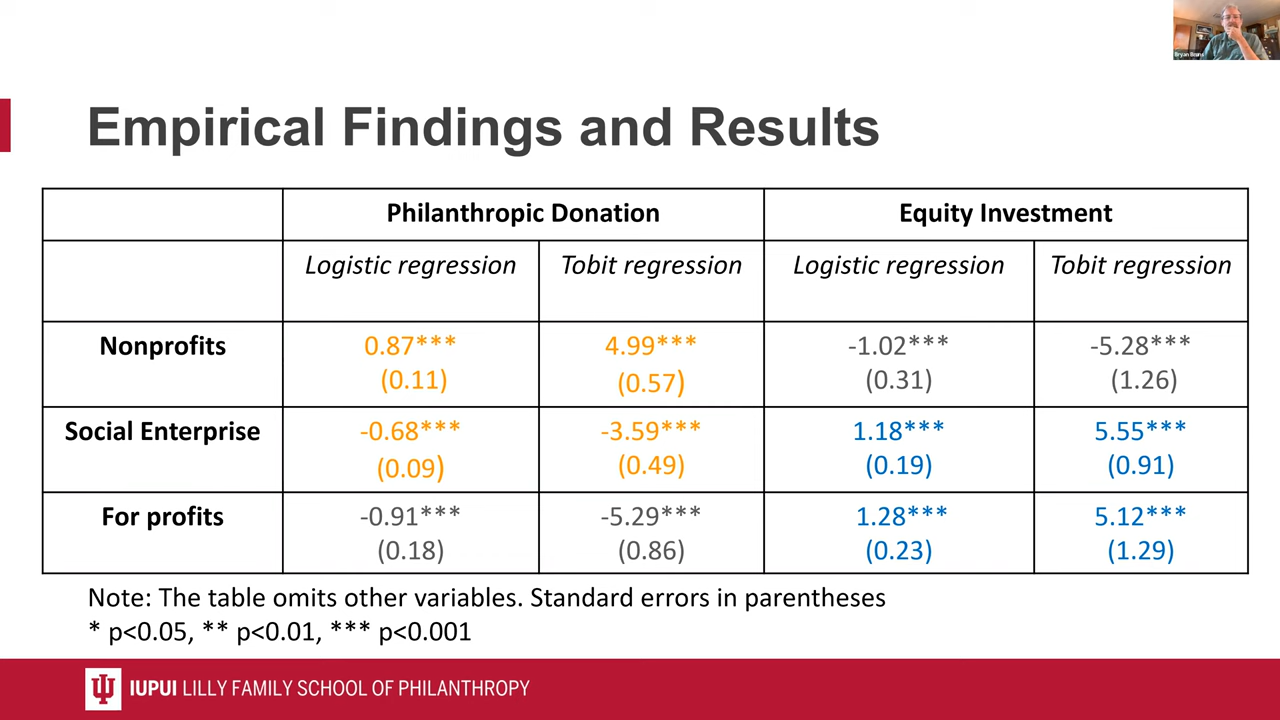 Bryan Bruns
Empirical Findings and Results
Philanthropic Donation Equity Investment
Logistic regression Tobit regression Logistic regression Tobit regression
Nonprofits 0.87*** 4.99*** -1.02*** -5.28***
(0.11) (0.57) (0.31) (1.26)
Social Enterprise -0.68*** -3.59*** 1.18*** 5.55***
(0.09) (0.49) (0.19) (0.91)
For profits -0.91*** -5.29*** 1.28*** 5.12***
(0.18) (0.86) (0.23) (1.29)
Note: The table omits other variables. Standard errors in parentheses
* p<0.05, ** p<0.01, *** p<0.001
IUPUI LILLY FAMILY SCHOOL OF PHILANTHROPY